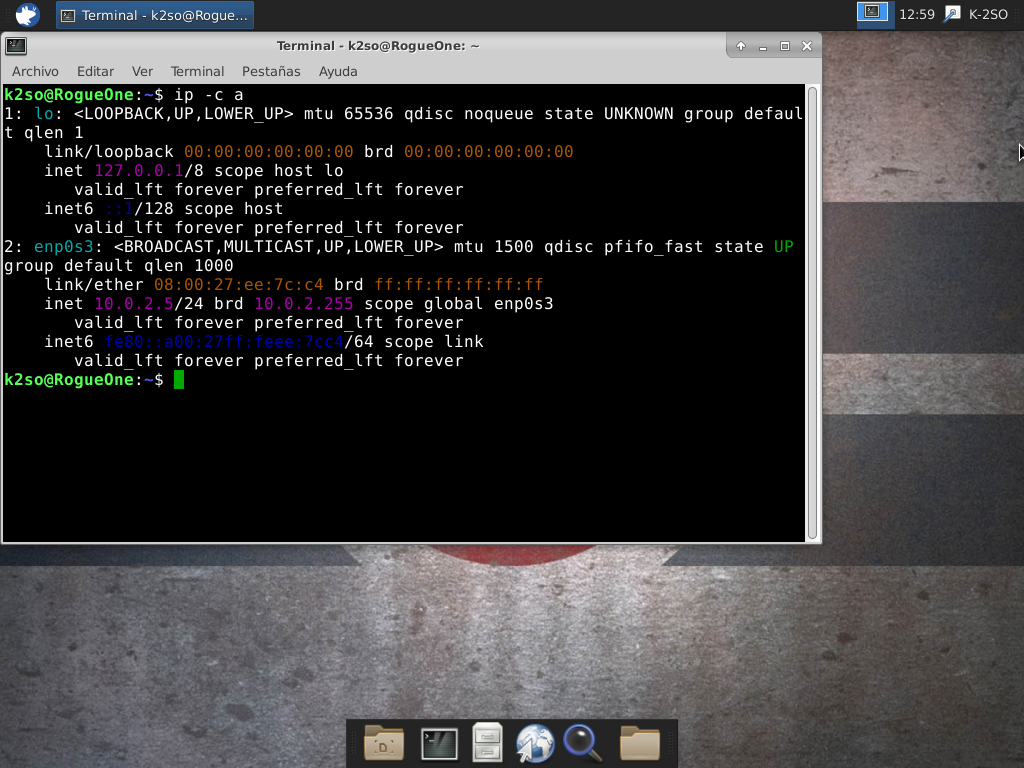 Terminal - k2so@Rogue...
12:59
K-2SO
Terminal - k2so@RogueOne: ~
Archivo Editar Ver Terminal Pestañas Ayuda
k2so@RogueOne:~$ ip -c a
1: lo: <LOOPBACK,UP,LOWER_UP> mtu 65536 qdisc noqueue state UNKNOWN group defaul
t qlen 1
link/loopback 00:00:00:00:00:00 brd 00:00:00:00:00:00
inet 127.0.0.1/8 scope host lo
valid_lft forever preferred_lft forever
inet6 ::1/128 scope host
valid_lft forever preferred_lft forever
2: enp0s3: <BROADCAST,MULTICAST,UP,LOWER_UP> mtu 1500 qdisc pfifo_fast state UP
group default qlen 1000
link/ether 08:00:27:ee:7c:c4 brd ff:ff:ff:ff:ff:ff
inet 10.0.2.5/24 brd 10.0.2.255 scope global enp0s3
valid_lft forever preferred_lft forever
inet6 fe80::a00:27ff:feee:7cc4/64 scope link
valid_lft forever preferred_lft forever
k2so@RogueOne:~$
D